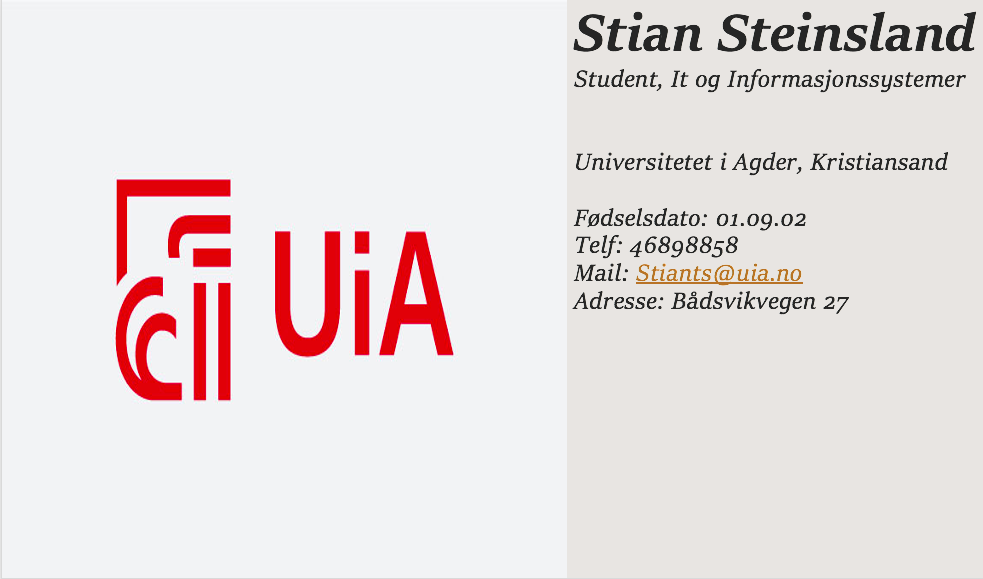 UiA
Stian Steinsland
Student, It og Informasjonssystemer
Universitetet i Agder, Kristiansand
Fødselsdato: 01.09.02
Telf: 46898858
Mail: Stiants@uia.no
Adresse: Bådsvikvegen 27